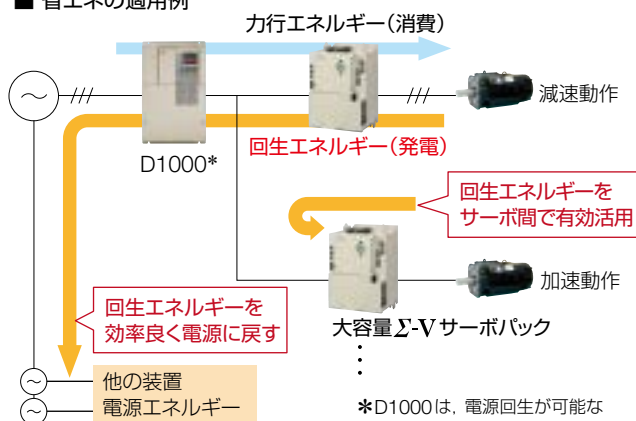 ■ 省エネの適用例
力行エネルギー（消費）
減速動作
回生エネルギー（発電）
D1000*
回生エネルギーを
サーボ間で有効活用
加速動作
回生エネルギーを
効率良く電源に戻す
大容量Σ-Vサーボパック
他の装置
電源エネルギー
*D1000は，電源回生が可能な